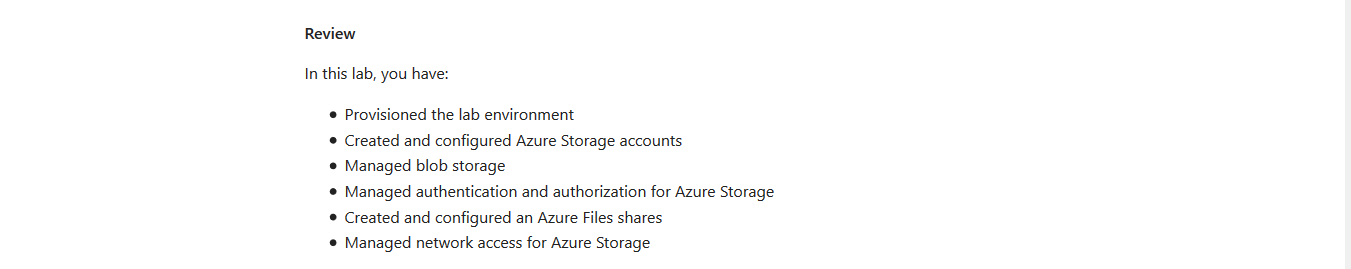 Review
In this lab, you have:
Provisioned the lab environment
Created and configured Azure Storage accounts
Managed blob storage
Managed authentication and authorization for Azure Storage
Created and configured an Azure Files shares
Managed network access for Azure Storage